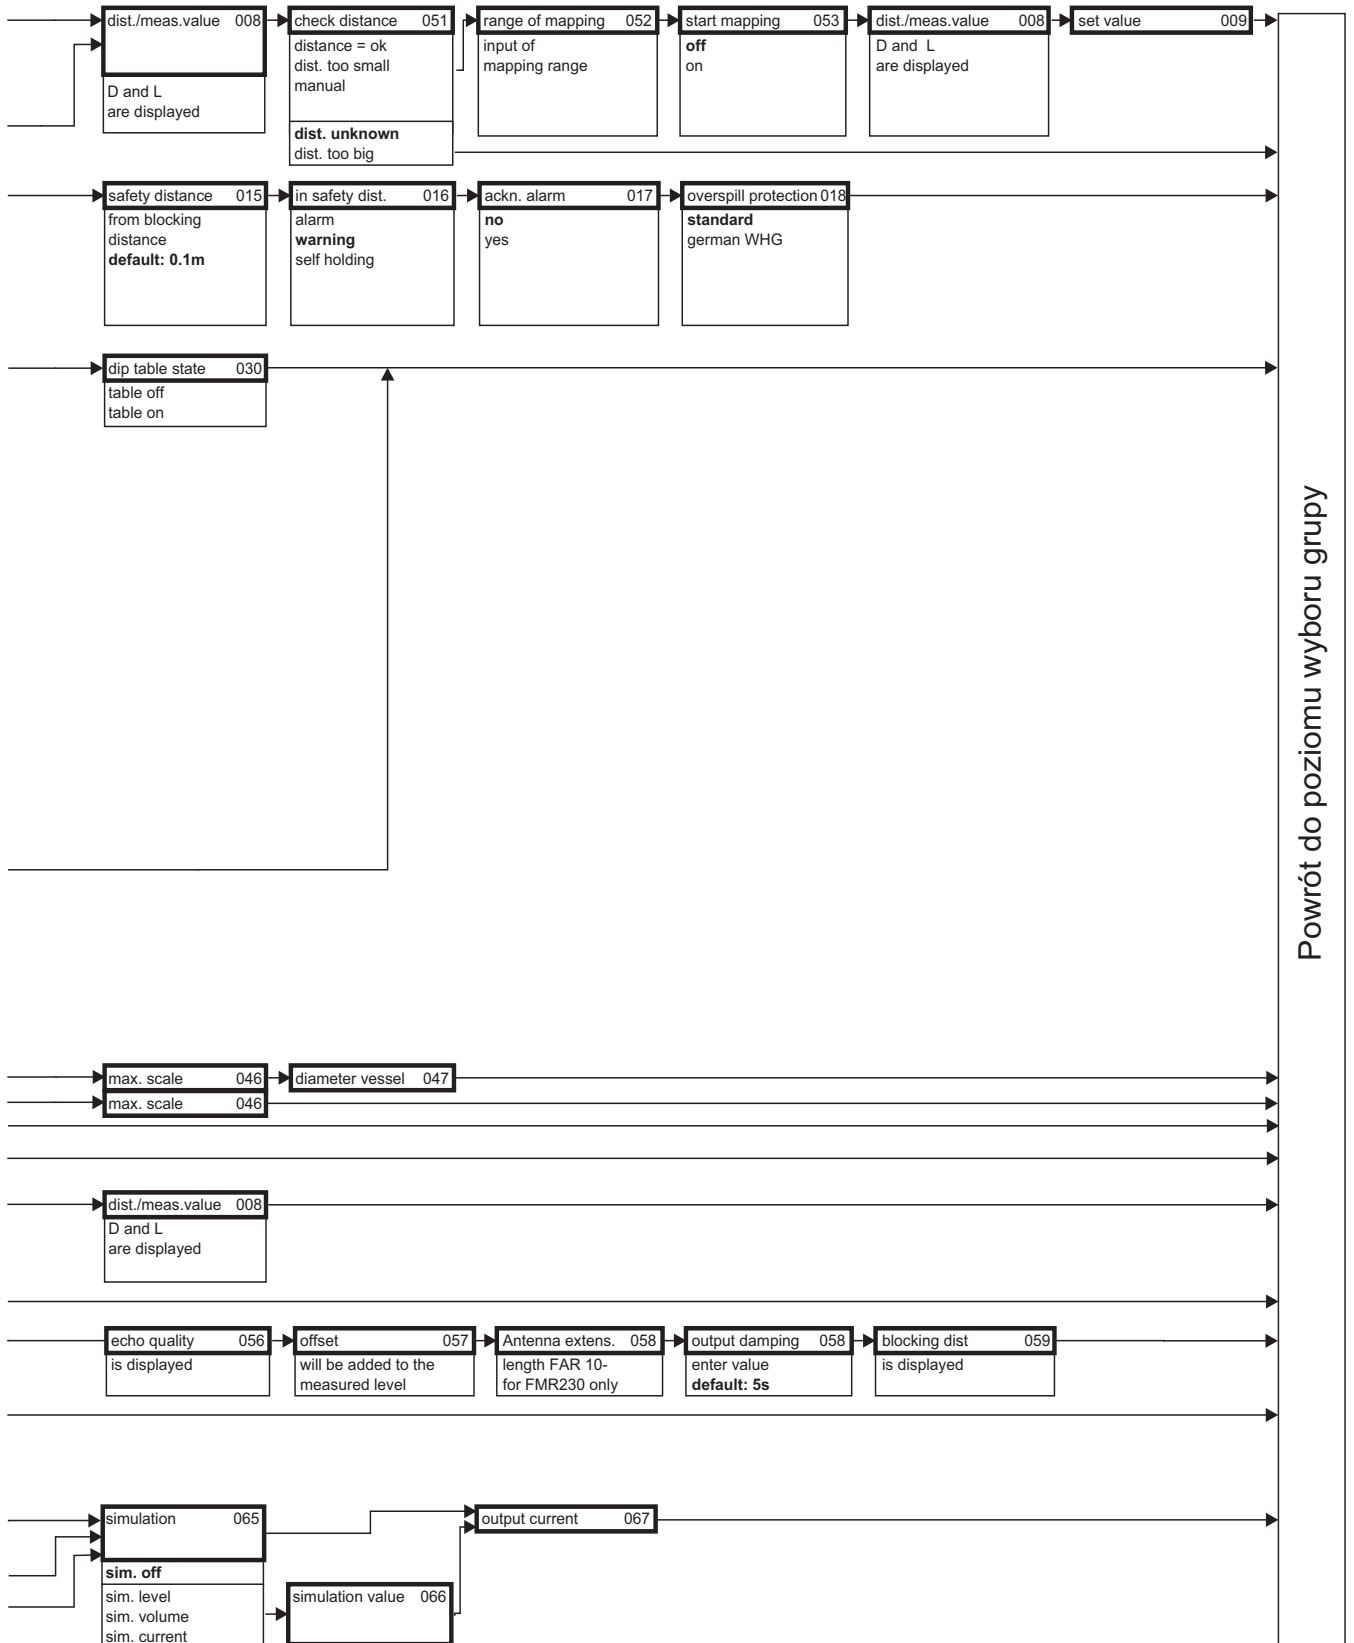 dist./meas.value 008
D and L
are displayed
check distance 051
distance = ok
dist. too small
manual
dist. unknown
dist. too big
range of mapping 052
input of
mapping range
start mapping 053
off
on
dist./meas.value 008
D and L
are displayed
set value 009
safety distance 015
from blocking
distance
default: 0.1m
in safety dist. 016
alarm
warning
self holding
ackn. alarm 017
no
yes
overspill protection 018
standard
german WHG
dip table state 030
table off
table on
max. scale 046
diameter vessel 047
max. scale 046
dist./meas.value 008
D and L
are displayed
echo quality 056
is displayed
offset 057
will be added to the
measured level
Antenna extens. 058
length FAR 10-
for FMR230 only
output damping 058
enter value
default: 5s
blocking dist. 059
is displayed
simulation 065
sim. off
sim. level
sim. volume
sim. current
simulation value 066
output current 067
Powrót do poziomu wyboru grupy